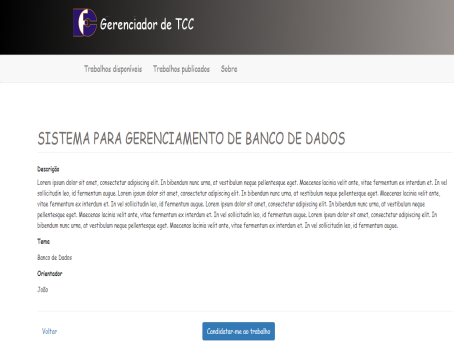 Gerenciador de TCC
Trabalhos disponíveis Trabalhos publicados Sobre
SISTEMA PARA GERENCIAMENTO DE BANCO DE DADOS
Descrição
Lorem ipsum dolor sit amet, consectetur adipiscing elit. In bibendum nunc urna, at vestibulum neque pellentesque eget. Maecenas lacinia velit ante, vitae fermentum ex interdum et. In vel
sollicitudin leo, id fermentum augue. Lorem ipsum dolor sit amet, consectetur adipiscing elit. In bibendum nunc urna, at vestibulum neque pellentesque eget. Maecenas lacinia velit ante,
vitae fermentum ex interdum et. In vel sollicitudin leo, id fermentum augue. Lorem ipsum dolor sit amet, consectetur adipiscing elit. In bibendum nunc urna, at vestibulum neque
pellentesque eget. Maecenas lacinia velit ante, vitae fermentum ex interdum et. In vel sollicitudin leo, id fermentum augue. Lorem ipsum dolor sit amet, consectetur adipiscing elit. In
bibendum nunc urna, at vestibulum neque pellentesque eget. Maecenas lacinia velit ante, vitae fermentum ex interdum et. In vel sollicitudin leo, id fermentum augue.
Tema
Banco de Dados
Orientador
João
Voltar Candidatar-me ao trabalho